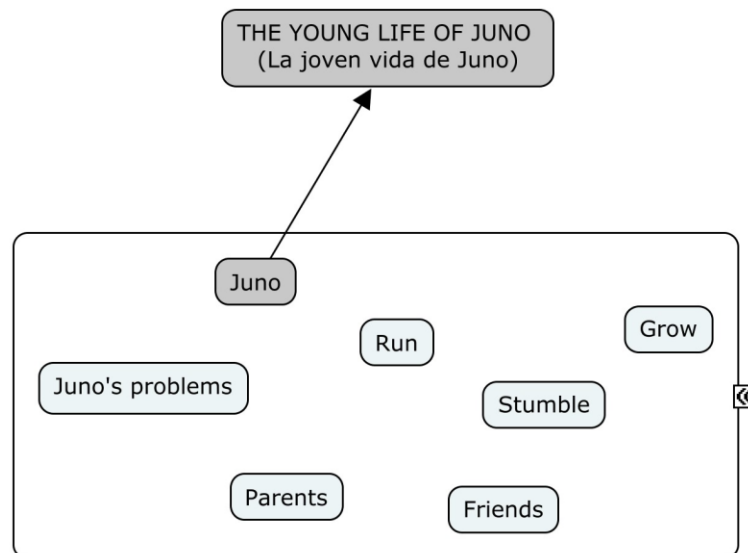 THE YOUNG LIFE OF JUNO
(La joven vida de Juno)
Juno
Run
Grow
Juno's problems
Stumble
Parents
Friends